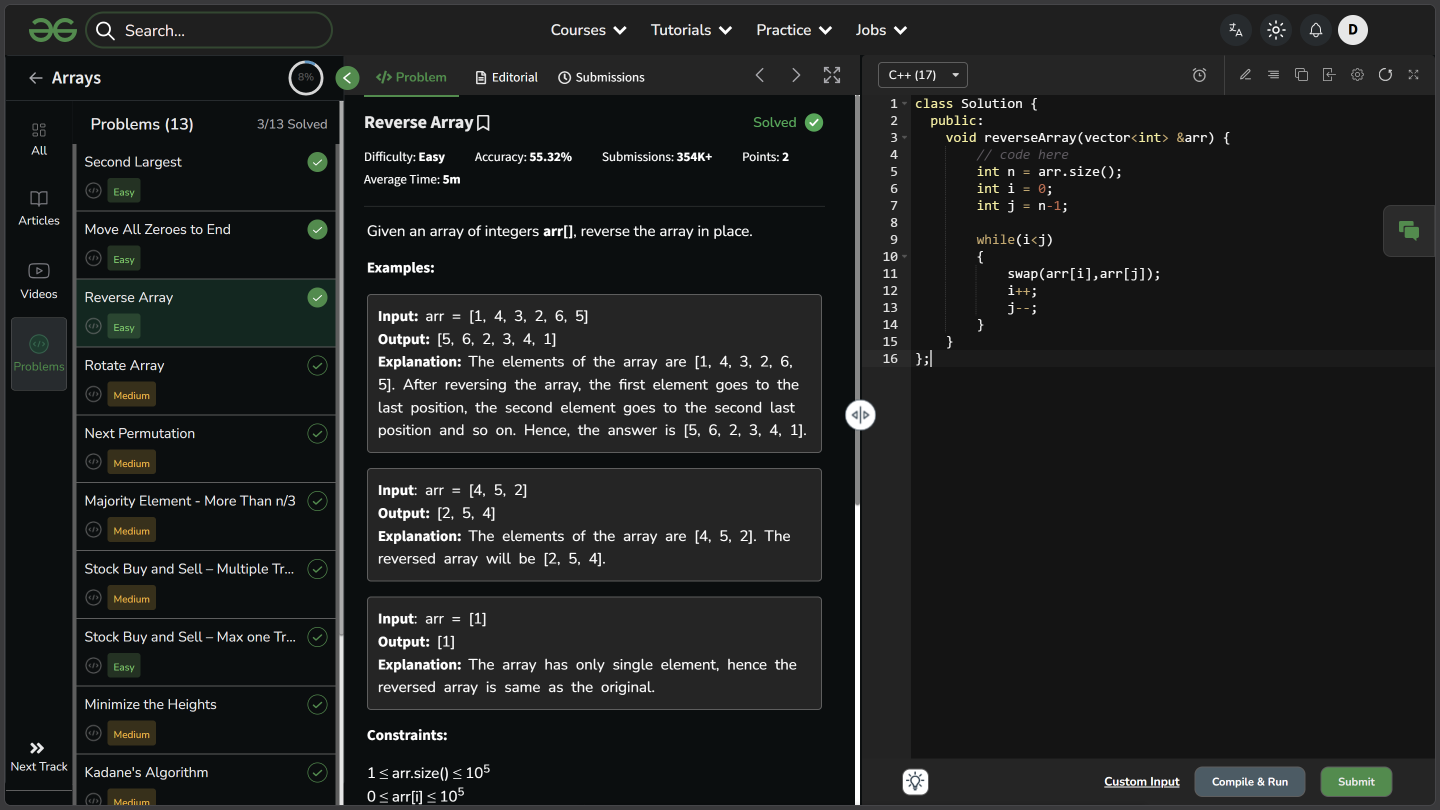 Search...
Courses
Tutorials
Practice
Jobs
D
Arrays
8%
Problem
Editorial
Submissions
C++ (17)
All
Articles
Videos
Problems
Next Track
Problems (13)
3/13 Solved
Second Largest
Easy
Move All Zeroes to End
Easy
Reverse Array
Easy
Rotate Array
Medium
Next Permutation
Medium
Majority Element - More Than n/3
Medium
Stock Buy and Sell – Multiple Tr...
Medium
Stock Buy and Sell – Max one Tr...
Easy
Minimize the Heights
Medium
Kadane's Algorithm
Medium
Reverse Array
Solved
Difficulty: Easy
Accuracy: 55.32%
Submissions: 354K+
Points: 2
Average Time: 5m
Given an array of integers arr[], reverse the array in place.
Examples:
Input: arr = [1, 4, 3, 2, 6, 5]
Output: [5, 6, 2, 3, 4, 1]
Explanation: The elements of the array are [1, 4, 3, 2, 6,
5]. After reversing the array, the first element goes to the
last position, the second element goes to the second last
position and so on. Hence, the answer is [5, 6, 2, 3, 4, 1].
Input: arr = [4, 5, 2]
Output: [2, 5, 4]
Explanation: The elements of the array are [4, 5, 2]. The
reversed array will be [2, 5, 4].
Input: arr = [1]
Output: [1]
Explanation: The array has only single element, hence the
reversed array is same as the original.
Constraints:
1 ≤ arr.size() ≤ 10⁵
0 ≤ arr[i] ≤ 10⁵
1 class Solution {
2   public:
3     void reverseArray(vector<int> &arr) {
4         // code here
5         int n = arr.size();
6         int i = 0;
7         int j = n-1;
8
9         while(i<j)
10         {
11             swap(arr[i],arr[j]);
12             i++;
13             j--;
14         }
15     }
16 };
Custom Input
Compile & Run
Submit